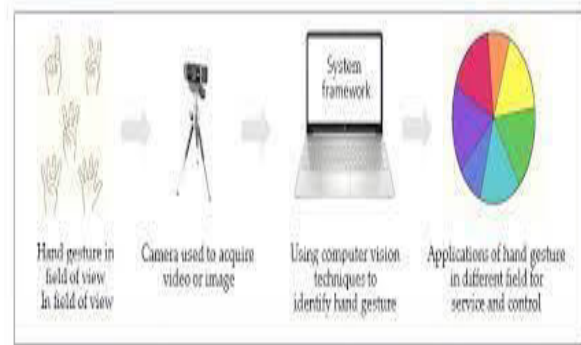 System
framework
Hand gesture in
field of view
In field of view
Camera used to acquire
video or image
Using computer vision
techniques to
identify hand gesture
Applications of hand gesture
in different field for
service and control